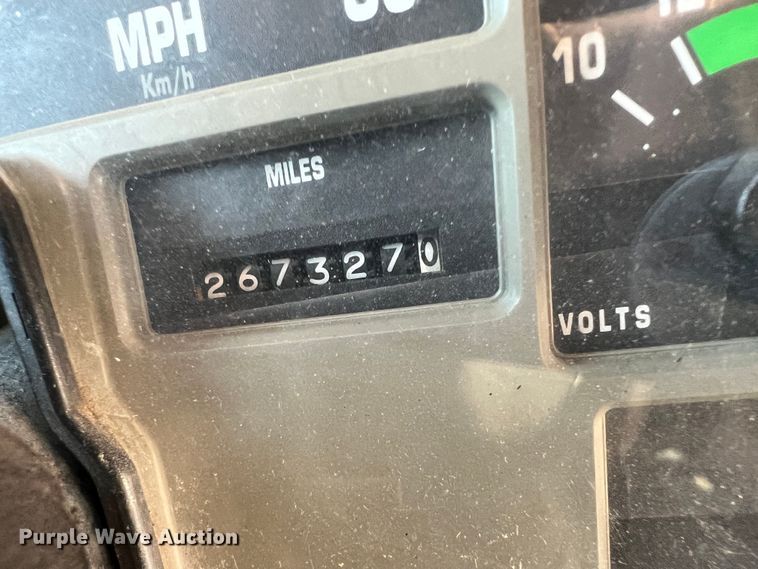 MPH
Km/h
10
MILES
2673270
VOLTS
Purple Wave Auction